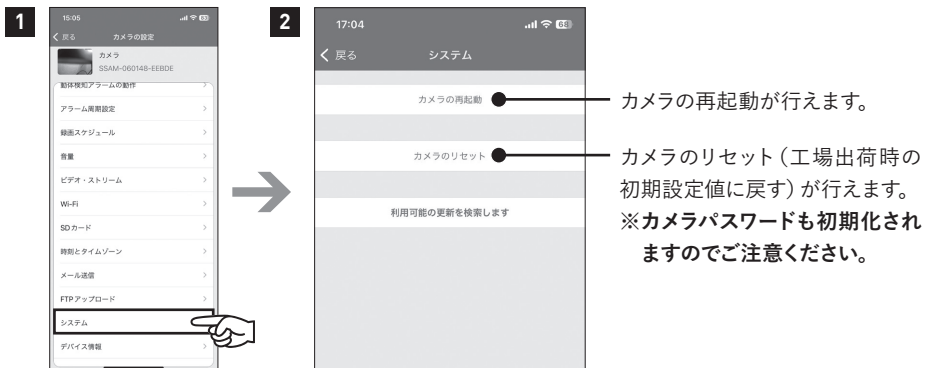 1
15:05
68
戻る
カメラの設定
カメラ
SSAM-060148-EEBDE
動体検知アラームの動作
アラーム周期設定
録画スケジュール
音量
ビデオ・ストリーム
Wi-Fi
SDカード
時刻とタイムゾーン
メール送信
FTPアップロード
システム
デバイス情報
2
17:04
68
戻る
システム
カメラの再起動
カメラのリセット
利用可能の更新を検索します
カメラの再起動が行えます。
カメラのリセット（工場出荷時の
初期設定値に戻す）が行えます。
※カメラパスワードも初期化され
ますのでご注意ください。